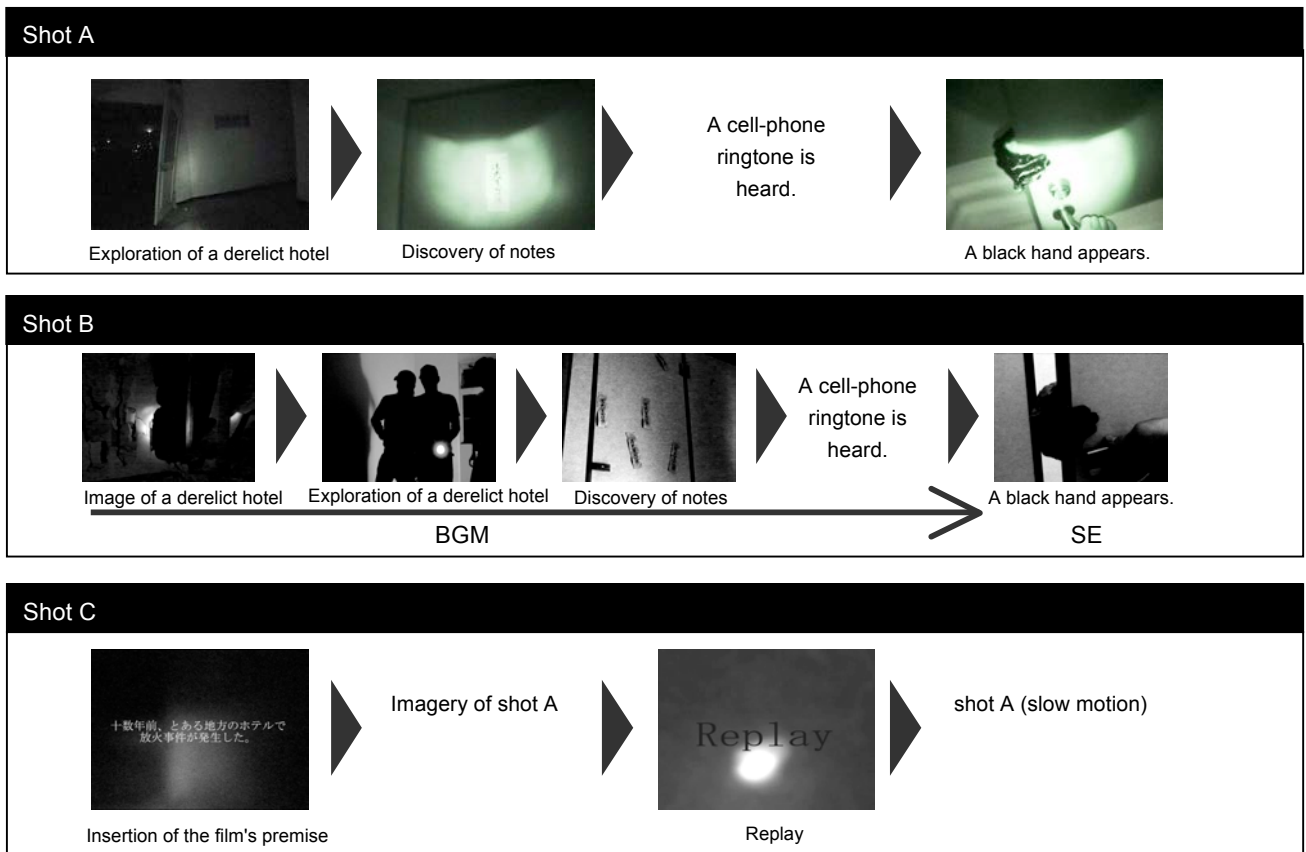 Shot A
A cell-phone
ringtone is
heard.
Exploration of a derelict hotel
Discovery of notes
A black hand appears.
Shot B
A cell-phone
ringtone is
heard.
Image of a derelict hotel
Exploration of a derelict hotel
Discovery of notes
A black hand appears.
BGM
SE
Shot C
十数年前、とある地方のホテルで
放火事件が発生した。
Imagery of shot A
Replay
shot A (slow motion)
Insertion of the film's premise
Replay